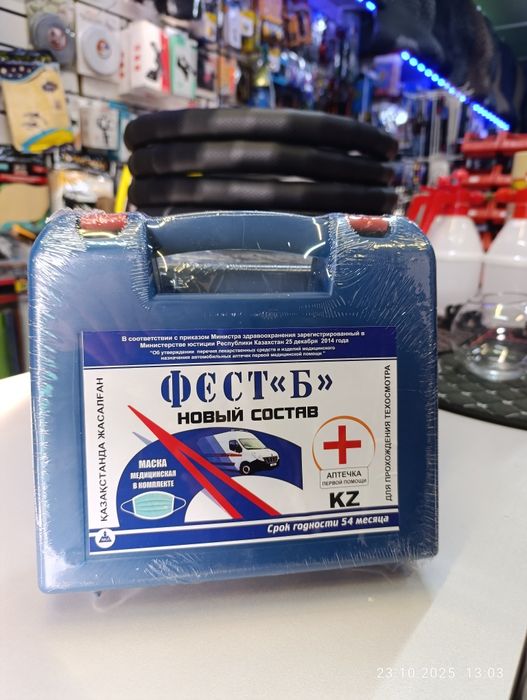 В соответствии с приказом Министра здравоохранения зарегистрированный в
Министерстве юстиции Республики Казахстан 25 декабря 2014 года
"Об утверждении перечня лекарственных средств и изделий медицинского
назначения автомобильных аптечек первой медицинской помощи"
ФЕСТ«Б»
НОВЫЙ СОСТАВ
ҚАЗАҚСТАНДА ЖАСАЛҒАН
МАСКА
МЕДИЦИНСКАЯ
В КОМПЛЕКТЕ
АПТЕЧКА
ПЕРВОЙ ПОМОЩИ
KZ
ДЛЯ ПРОХОЖДЕНИЯ ТЕХОСМОТРА
Срок годности 54 месяца
23.10.2025 13:03